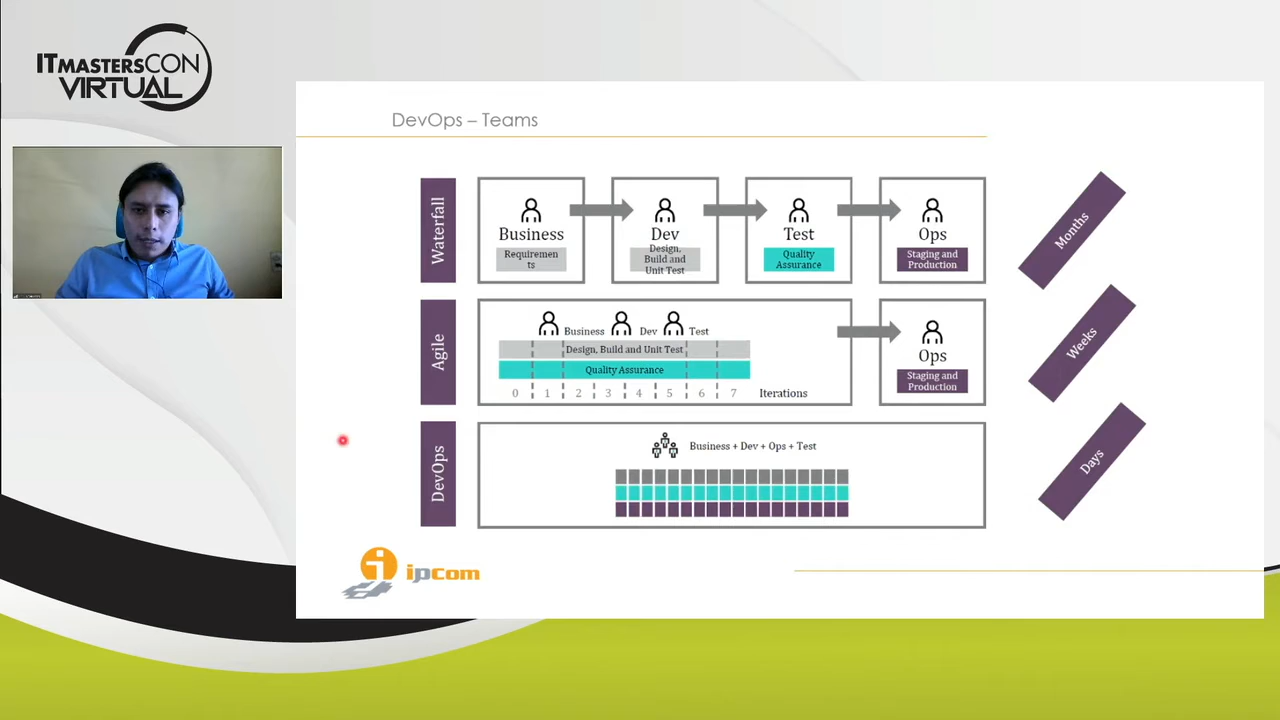 ITMASTERSCON
VIRTUAL
DevOps – Teams
Waterfall
Business
Requiremen
ts
Dev
Design,
Build and
Unit Test
Test
Quality
Assurance
Ops
Staging and
Production
Months
Agile
Business
Dev
Test
Design, Build and Unit Test
Quality Assurance
0 1 2 3 4 5 6 7 Iterations
Ops
Staging and
Production
Weeks
DevOps
Business + Dev + Ops + Test
Days
ipcom